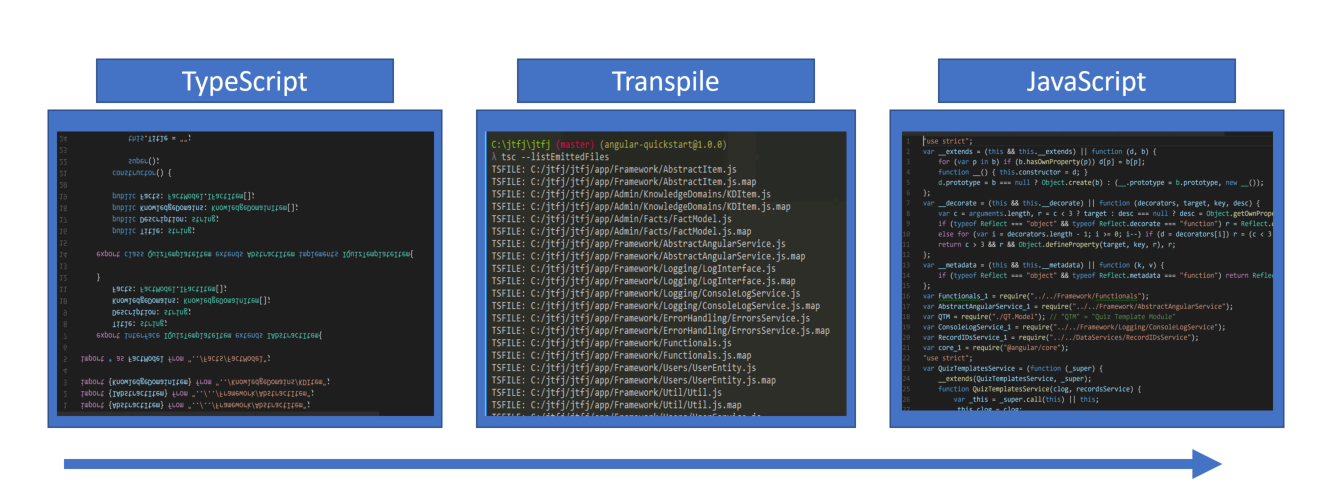 TypeScript
1 import {AbstractItem} from "../../Framework/AbstractItem";
2 import {IAbstractItem} from "../../Framework/AbstractItem";
3 import {KnowledgeDomainItem} from "../KnowledgeDomains/KDItem";
4
5 import * as FactModel from "../Facts/FactModel";
6
export interface IQuizTemplateItem extends IAbstractItem{
8 Title: string;
9 Description: string;
10 KnowledgeDomains: KnowledgeDomainItem[];
11 Facts: FactModel.IFactItem[];
12 }
13
14 export class QuizTemplateItem extends AbstractItem implements IQuizTemplateItem{
15
16 public Title: string;
17 public Description: string;
18 public KnowledgeDomains: KnowledgeDomainItem[];
19 public Facts: FactModel.IFactItem[];
20
21 constructor() {
22 super();
23
24 this.Title = "";
Transpile
C:\jtfj\jtfj (master) (angular-quickstart@1.0.0)
λ tsc --listEmittedFiles
TSFILE: C:/jtfj/jtfj/app/Framework/AbstractItem.js
TSFILE: C:/jtfj/jtfj/app/Framework/AbstractItem.js.map
TSFILE: C:/jtfj/jtfj/app/Admin/KnowledgeDomains/KDItem.js
TSFILE: C:/jtfj/jtfj/app/Admin/KnowledgeDomains/KDItem.js.map
TSFILE: C:/jtfj/jtfj/app/Admin/Facts/FactModel.js
TSFILE: C:/jtfj/jtfj/app/Admin/Facts/FactModel.js.map
TSFILE: C:/jtfj/jtfj/app/Framework/AbstractAngularService.js
TSFILE: C:/jtfj/jtfj/app/Framework/AbstractAngularService.js.map
TSFILE: C:/jtfj/jtfj/app/Framework/Logging/LogInterface.js
TSFILE: C:/jtfj/jtfj/app/Framework/Logging/LogInterface.js.map
TSFILE: C:/jtfj/jtfj/app/Framework/Logging/ConsoleLogService.js
TSFILE: C:/jtfj/jtfj/app/Framework/Logging/ConsoleLogService.js.map
TSFILE: C:/jtfj/jtfj/app/Framework/ErrorHandling/ErrorsService.js
TSFILE: C:/jtfj/jtfj/app/Framework/ErrorHandling/ErrorsService.js.map
TSFILE: C:/jtfj/jtfj/app/Framework/Functionals.js
TSFILE: C:/jtfj/jtfj/app/Framework/Functionals.js.map
TSFILE: C:/jtfj/jtfj/app/Framework/Users/UserEntity.js
TSFILE: C:/jtfj/jtfj/app/Framework/Users/UserEntity.js.map
TSFILE: C:/jtfj/jtfj/app/Framework/Util/Util.js
TSFILE: C:/jtfj/jtfj/app/Framework/Util/Util.js.map
TSFILE: C:/jtfj/jtfj/app/Framework/Users/UserService.js
JavaScript
1 "use strict";
2 var __extends = (this && this.__extends) || function (d, b) {
3 for (var p in b) if (b.hasOwnProperty(p)) d[p] = b[p];
4 function __() { this.constructor = d; }
5 d.prototype = b === null ? Object.create(b) : (__.prototype = b.prototype, new __());
6 };
7 var __decorate = (this && this.__decorate) || function (decorators, target, key, desc) {
8 var c = arguments.length, r = c < 3 ? target : desc === null ? desc = Object.getOwnPrope
9 if (typeof Reflect === "object" && typeof Reflect.decorate === "function") r = Reflect.
10 else for (var i = decorators.length - 1; i >= 0; i--) if (d = decorators[i]) r = (c < 3
11 return c > 3 && r && Object.defineProperty(target, key, r), r;
12 };
13 var __metadata = (this && this.__metadata) || function (k, v) {
14 if (typeof Reflect === "object" && typeof Reflect.metadata === "function") return Refle
15 };
16 var Functionals_1 = require("../../Framework/Functionals");
17 var AbstractAngularService_1 = require("../../Framework/AbstractAngularService");
18 var QTM = require("./QT.Model"); // "QTM" = "Quiz Template Module"
19 var ConsoleLogService_1 = require("../../Framework/Logging/ConsoleLogService");
20 var RecordIDsService_1 = require("../../DataServices/RecordIDsService");
21 var core_1 = require("@angular/core");
22 "use strict";
23 var QuizTemplatesService = (function (_super) {
24 __extends(QuizTemplatesService, _super);
25 function QuizTemplatesService(clog, recordsService) {
26 var _this = _super.call(this) || this;
27 _this.clog = clog;